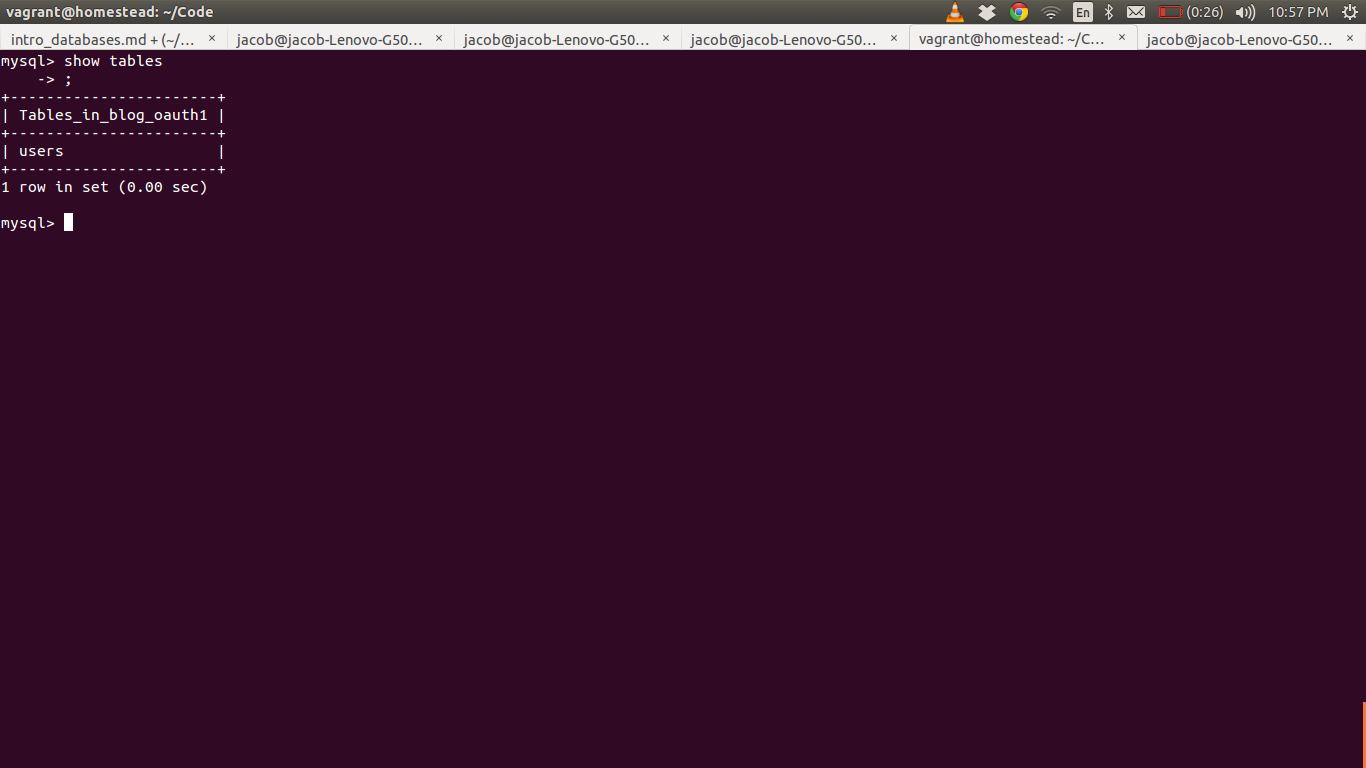 vagrant@homestead: ~/Code
En
(0:26)
10:57 PM
intro_databases.md + (~/... ×
jacob@jacob-Lenovo-G50... ×
jacob@jacob-Lenovo-G50... ×
jacob@jacob-Lenovo-G50... ×
vagrant@homestead: ~/C... ×
jacob@jacob-Lenovo-G50... ×
mysql> show tables
    -> ;
+-----------------------+
| Tables_in_blog_oauth1 |
+-----------------------+
| users                 |
+-----------------------+
1 row in set (0.00 sec)
mysql>